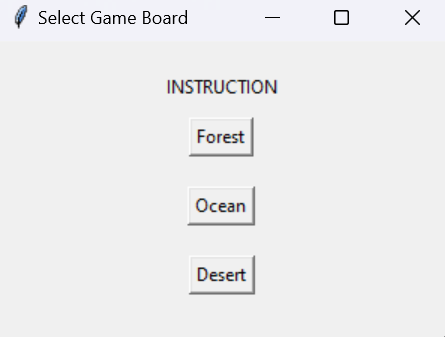 Select Game Board
INSTRUCTION
Forest
Ocean
Desert